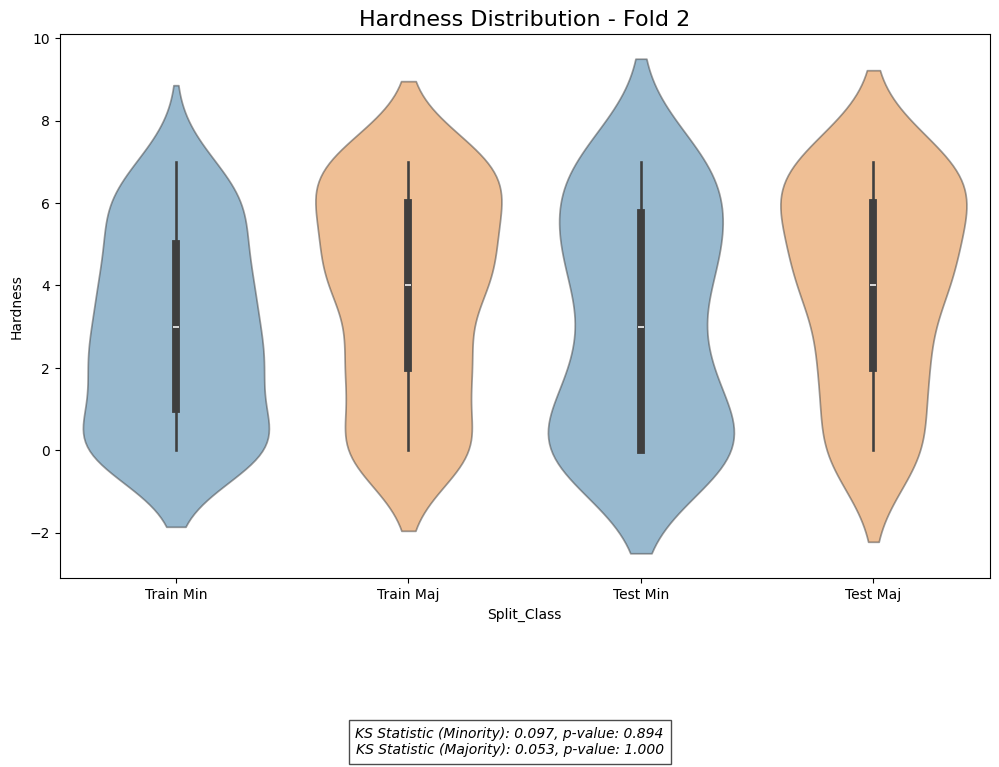 Hardness Distribution - Fold 2
Hardness
10
8
6
4
2
0
−2
Train Min
Train Maj
Test Min
Test Maj
Split_Class
KS Statistic (Minority): 0.097, p-value: 0.894
KS Statistic (Majority): 0.053, p-value: 1.000